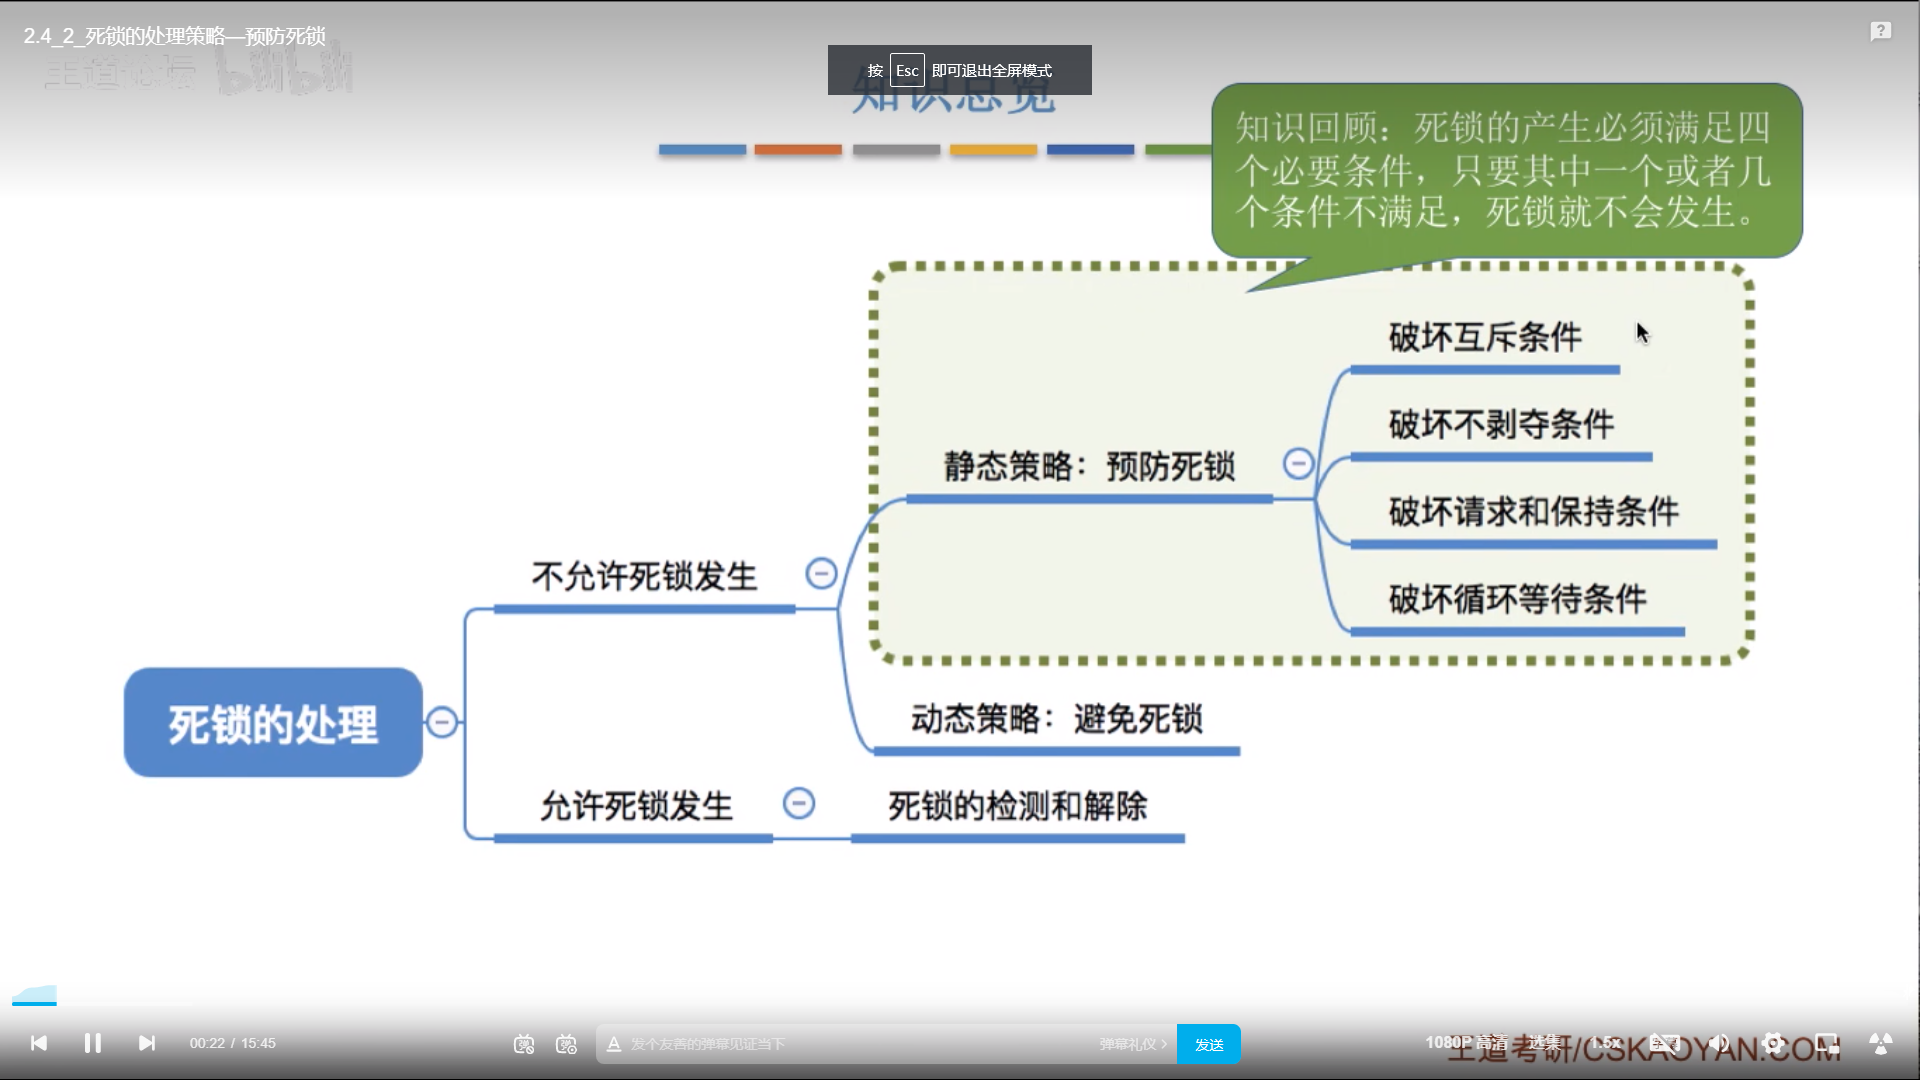 2.4_2_死锁的处理策略—预防死锁
王道论坛 bilibili
按 Esc 即可退出全屏模式
知识总览
知识回顾：死锁的产生必须满足四
个必要条件，只要其中一个或者几
个条件不满足，死锁就不会发生。
破坏互斥条件
破坏不剥夺条件
静态策略：预防死锁
破坏请求和保持条件
不允许死锁发生
破坏循环等待条件
死锁的处理
动态策略：避免死锁
允许死锁发生
死锁的检测和解除
00:22 / 15:45
发个友善的弹幕见证当下
弹幕礼仪
发送
1080P 高清
选集
1.5x
王道考研/CSKAOYAN.COM